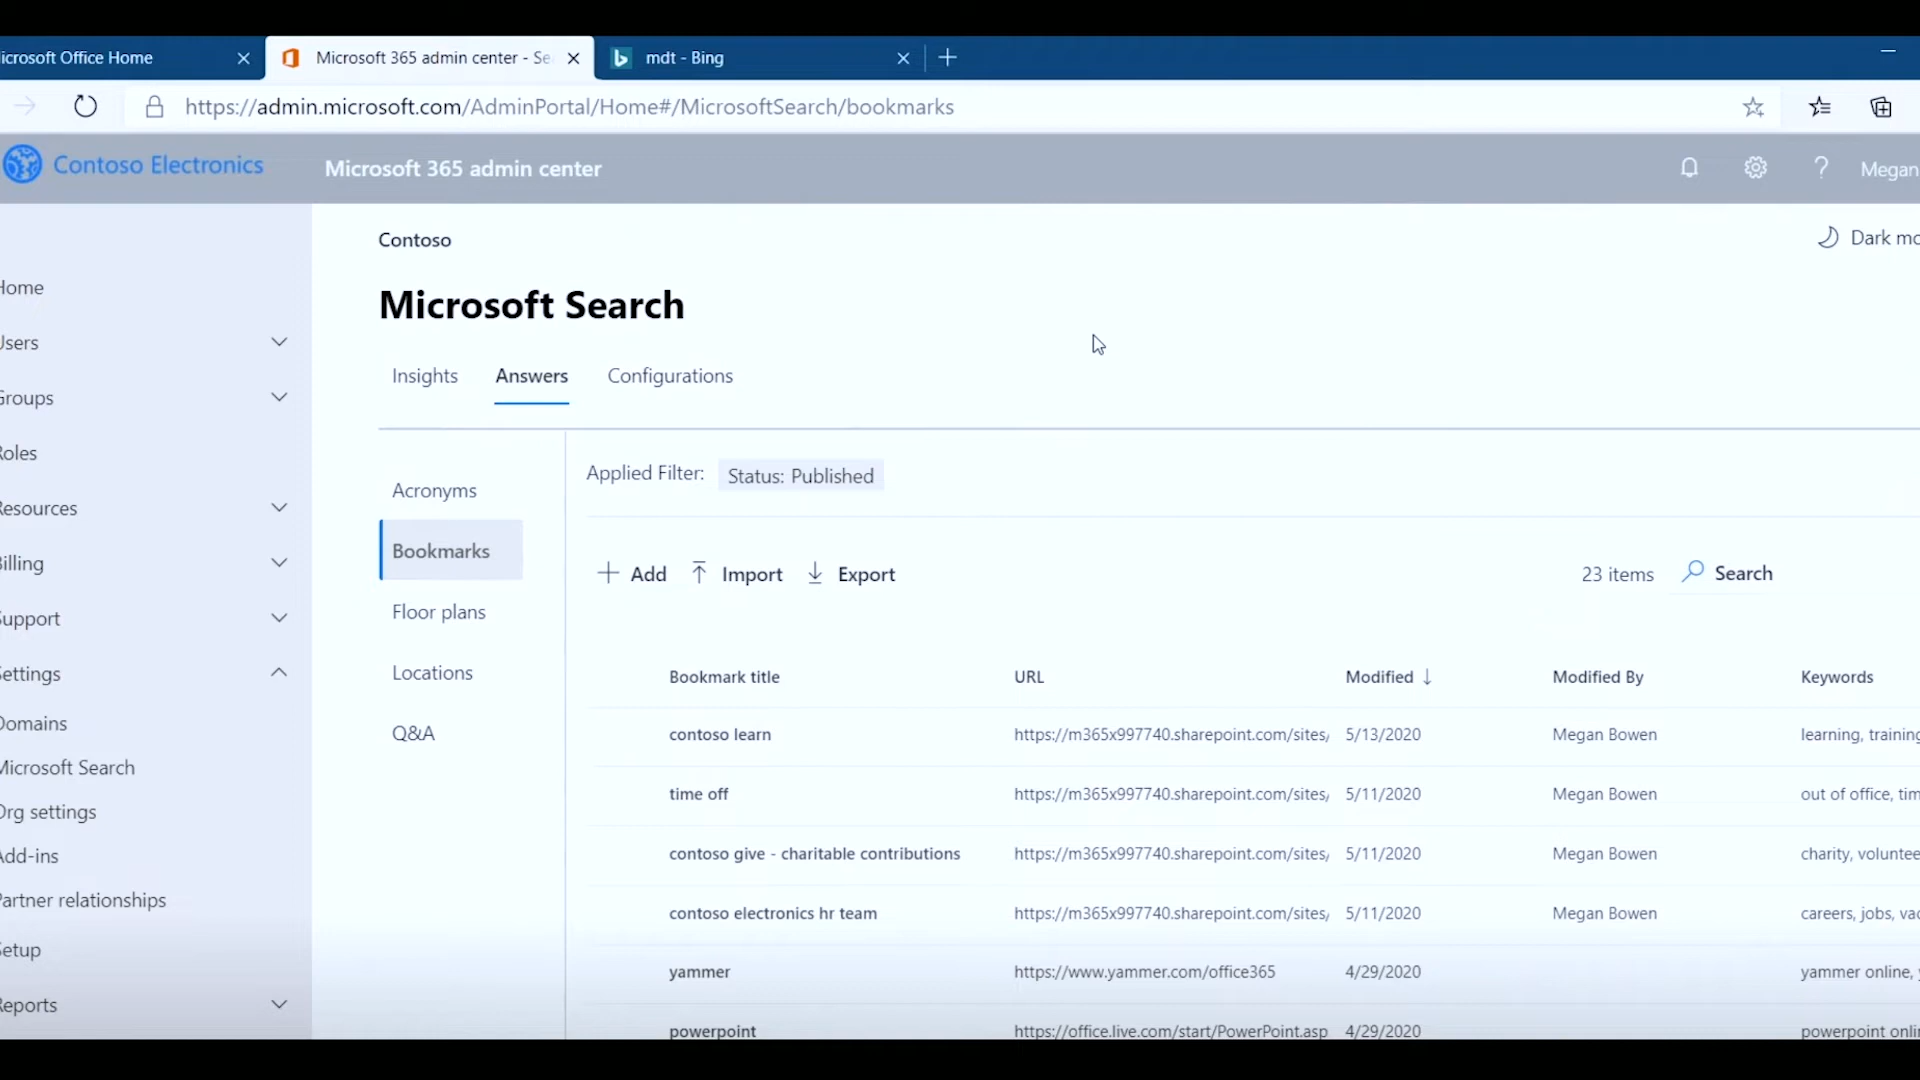 icrosoft Office Home
Microsoft 365 admin center - Se
mdt - Bing
https://admin.microsoft.com/AdminPortal/Home#/MicrosoftSearch/bookmarks
Contoso Electronics
Microsoft 365 admin center
Megan
Contoso
Dark mo
Microsoft Search
Insights
Answers
Configurations
Home
Users
Groups
Roles
Resources
Billing
Support
Settings
Domains
Microsoft Search
Org settings
Add-ins
Partner relationships
Setup
Reports
Acronyms
Bookmarks
Floor plans
Locations
Q&A
Applied Filter: Status: Published
Add Import Export
23 items Search
Bookmark title URL Modified Modified By Keywords
contoso learn https://m365x997740.sharepoint.com/sites/ 5/13/2020 Megan Bowen learning, training
time off https://m365x997740.sharepoint.com/sites/ 5/11/2020 Megan Bowen out of office, tim
contoso give - charitable contributions https://m365x997740.sharepoint.com/sites/ 5/11/2020 Megan Bowen charity, voluntee
contoso electronics hr team https://m365x997740.sharepoint.com/sites/ 5/11/2020 Megan Bowen careers, jobs, vac
yammer https://www.yammer.com/office365 4/29/2020 yammer online,
powerpoint https://office.live.com/start/PowerPoint.asp 4/29/2020 powerpoint onli